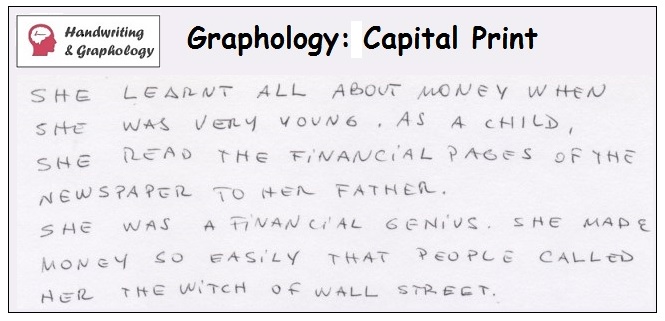 Handwriting
& Graphology
Graphology: Capital Print
SHE LEARNT ALL ABOUT MONEY WHEN
SHE WAS VERY YOUNG. AS A CHILD,
SHE READ THE FiNANCiAL PAGES OF THE
NEWSPAPER TO HER FATHER.
SHE WAS A FiNANCiAL GENiUS. SHE MADE
MONEY SO EASiLY THAT PEOPLE CALLED
HER THE WiTCH OF WALL STREET.